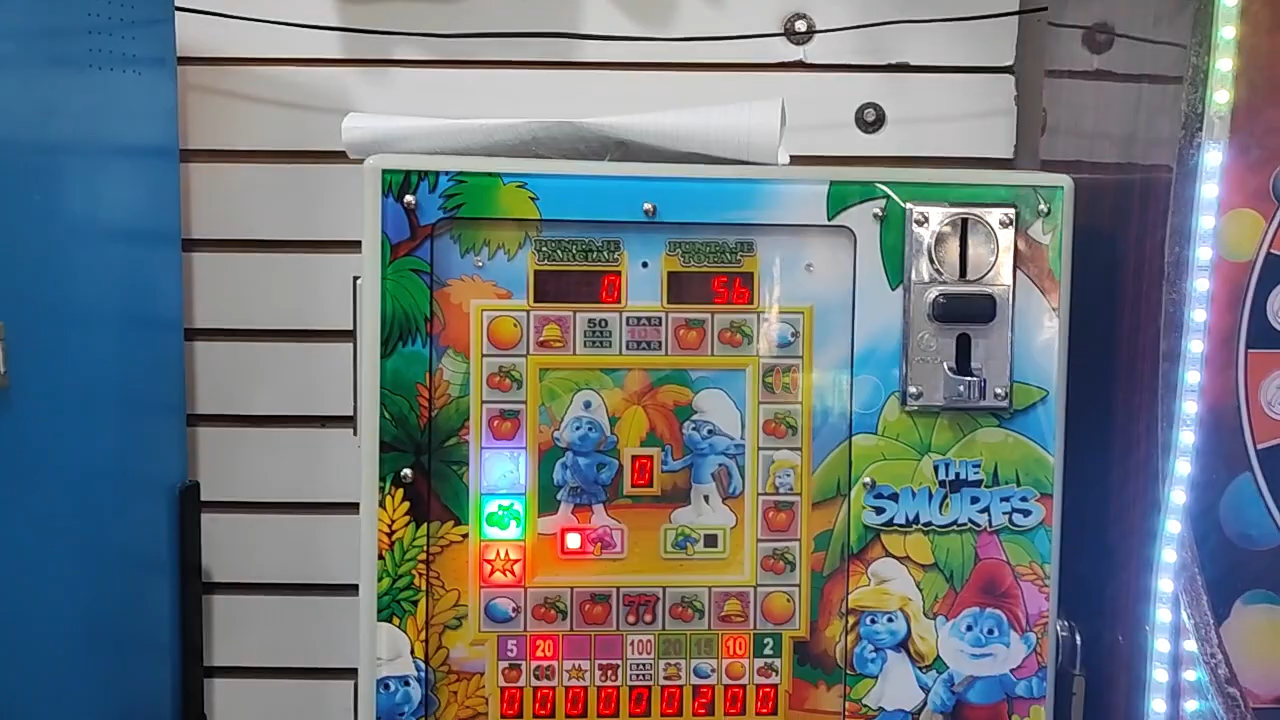 PUNTAJE
PARCIAL
PUNTAJE
TOTAL
0
56
50
BAR
BAR
BAR
100
BAR
0
THE
SMURFS
77
5
20
100
20
15
10
2
77
BAR
BAR
0 0 0 0 0 0 2 0 0